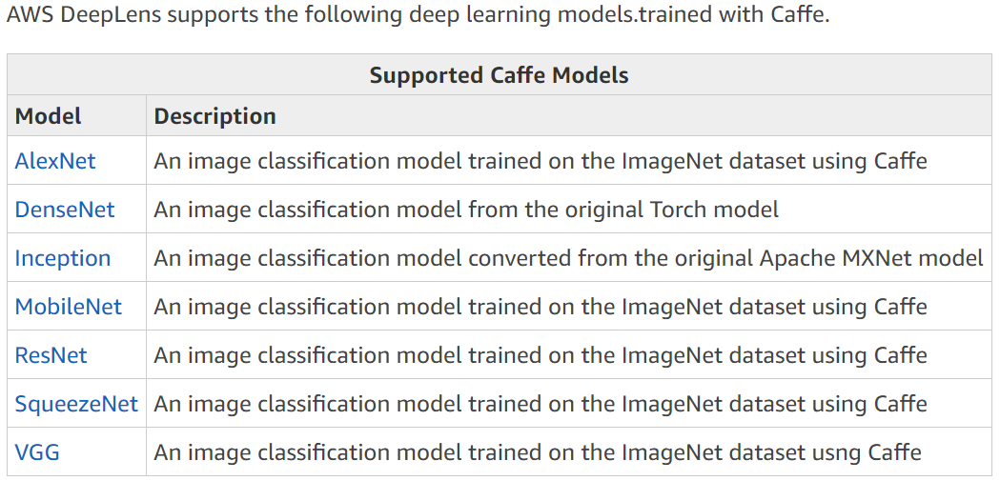 AWS DeepLens supports the following deep learning models.trained with Caffe.
Supported Caffe Models
Model Description
AlexNet An image classification model trained on the ImageNet dataset using Caffe
DenseNet An image classification model from the original Torch model
Inception An image classification model converted from the original Apache MXNet model
MobileNet An image classification model trained on the ImageNet dataset using Caffe
ResNet An image classification model trained on the ImageNet dataset using Caffe
SqueezeNet An image classification model trained on the ImageNet dataset using Caffe
VGG An image classification model trained on the ImageNet dataset usng Caffe